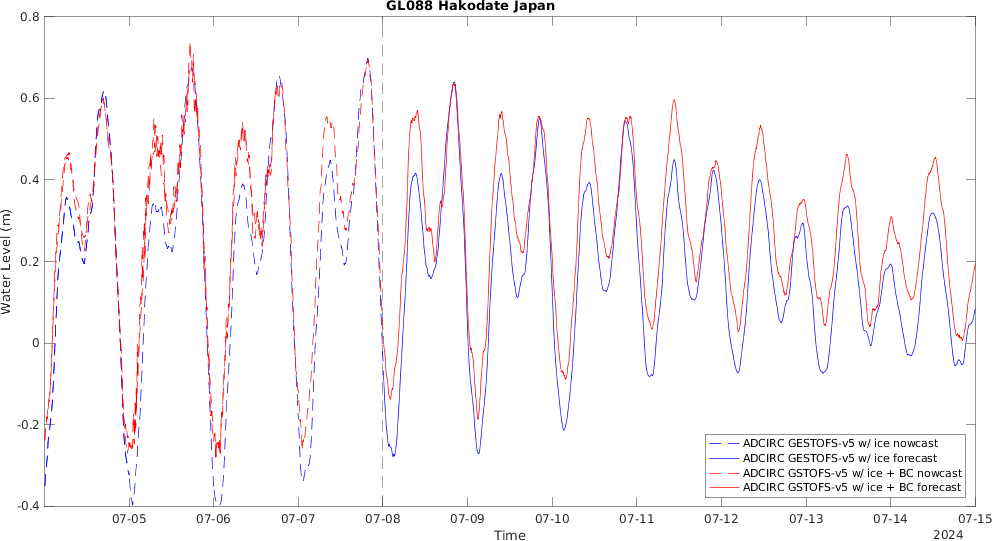 GL088 Hakodate Japan
Water Level (m)
0.8
0.6
0.4
0.2
0
-0.2
-0.4
07-05 07-06 07-07 07-08 07-09 07-10 07-11 07-12 07-13 07-14 07-15
Time
2024
ADCIRC GESTOFS-v5 w/ ice nowcast
ADCIRC GESTOFS-v5 w/ ice forecast
ADCIRC GSTOFS-v5 w/ ice + BC nowcast
ADCIRC GSTOFS-v5 w/ ice + BC forecast